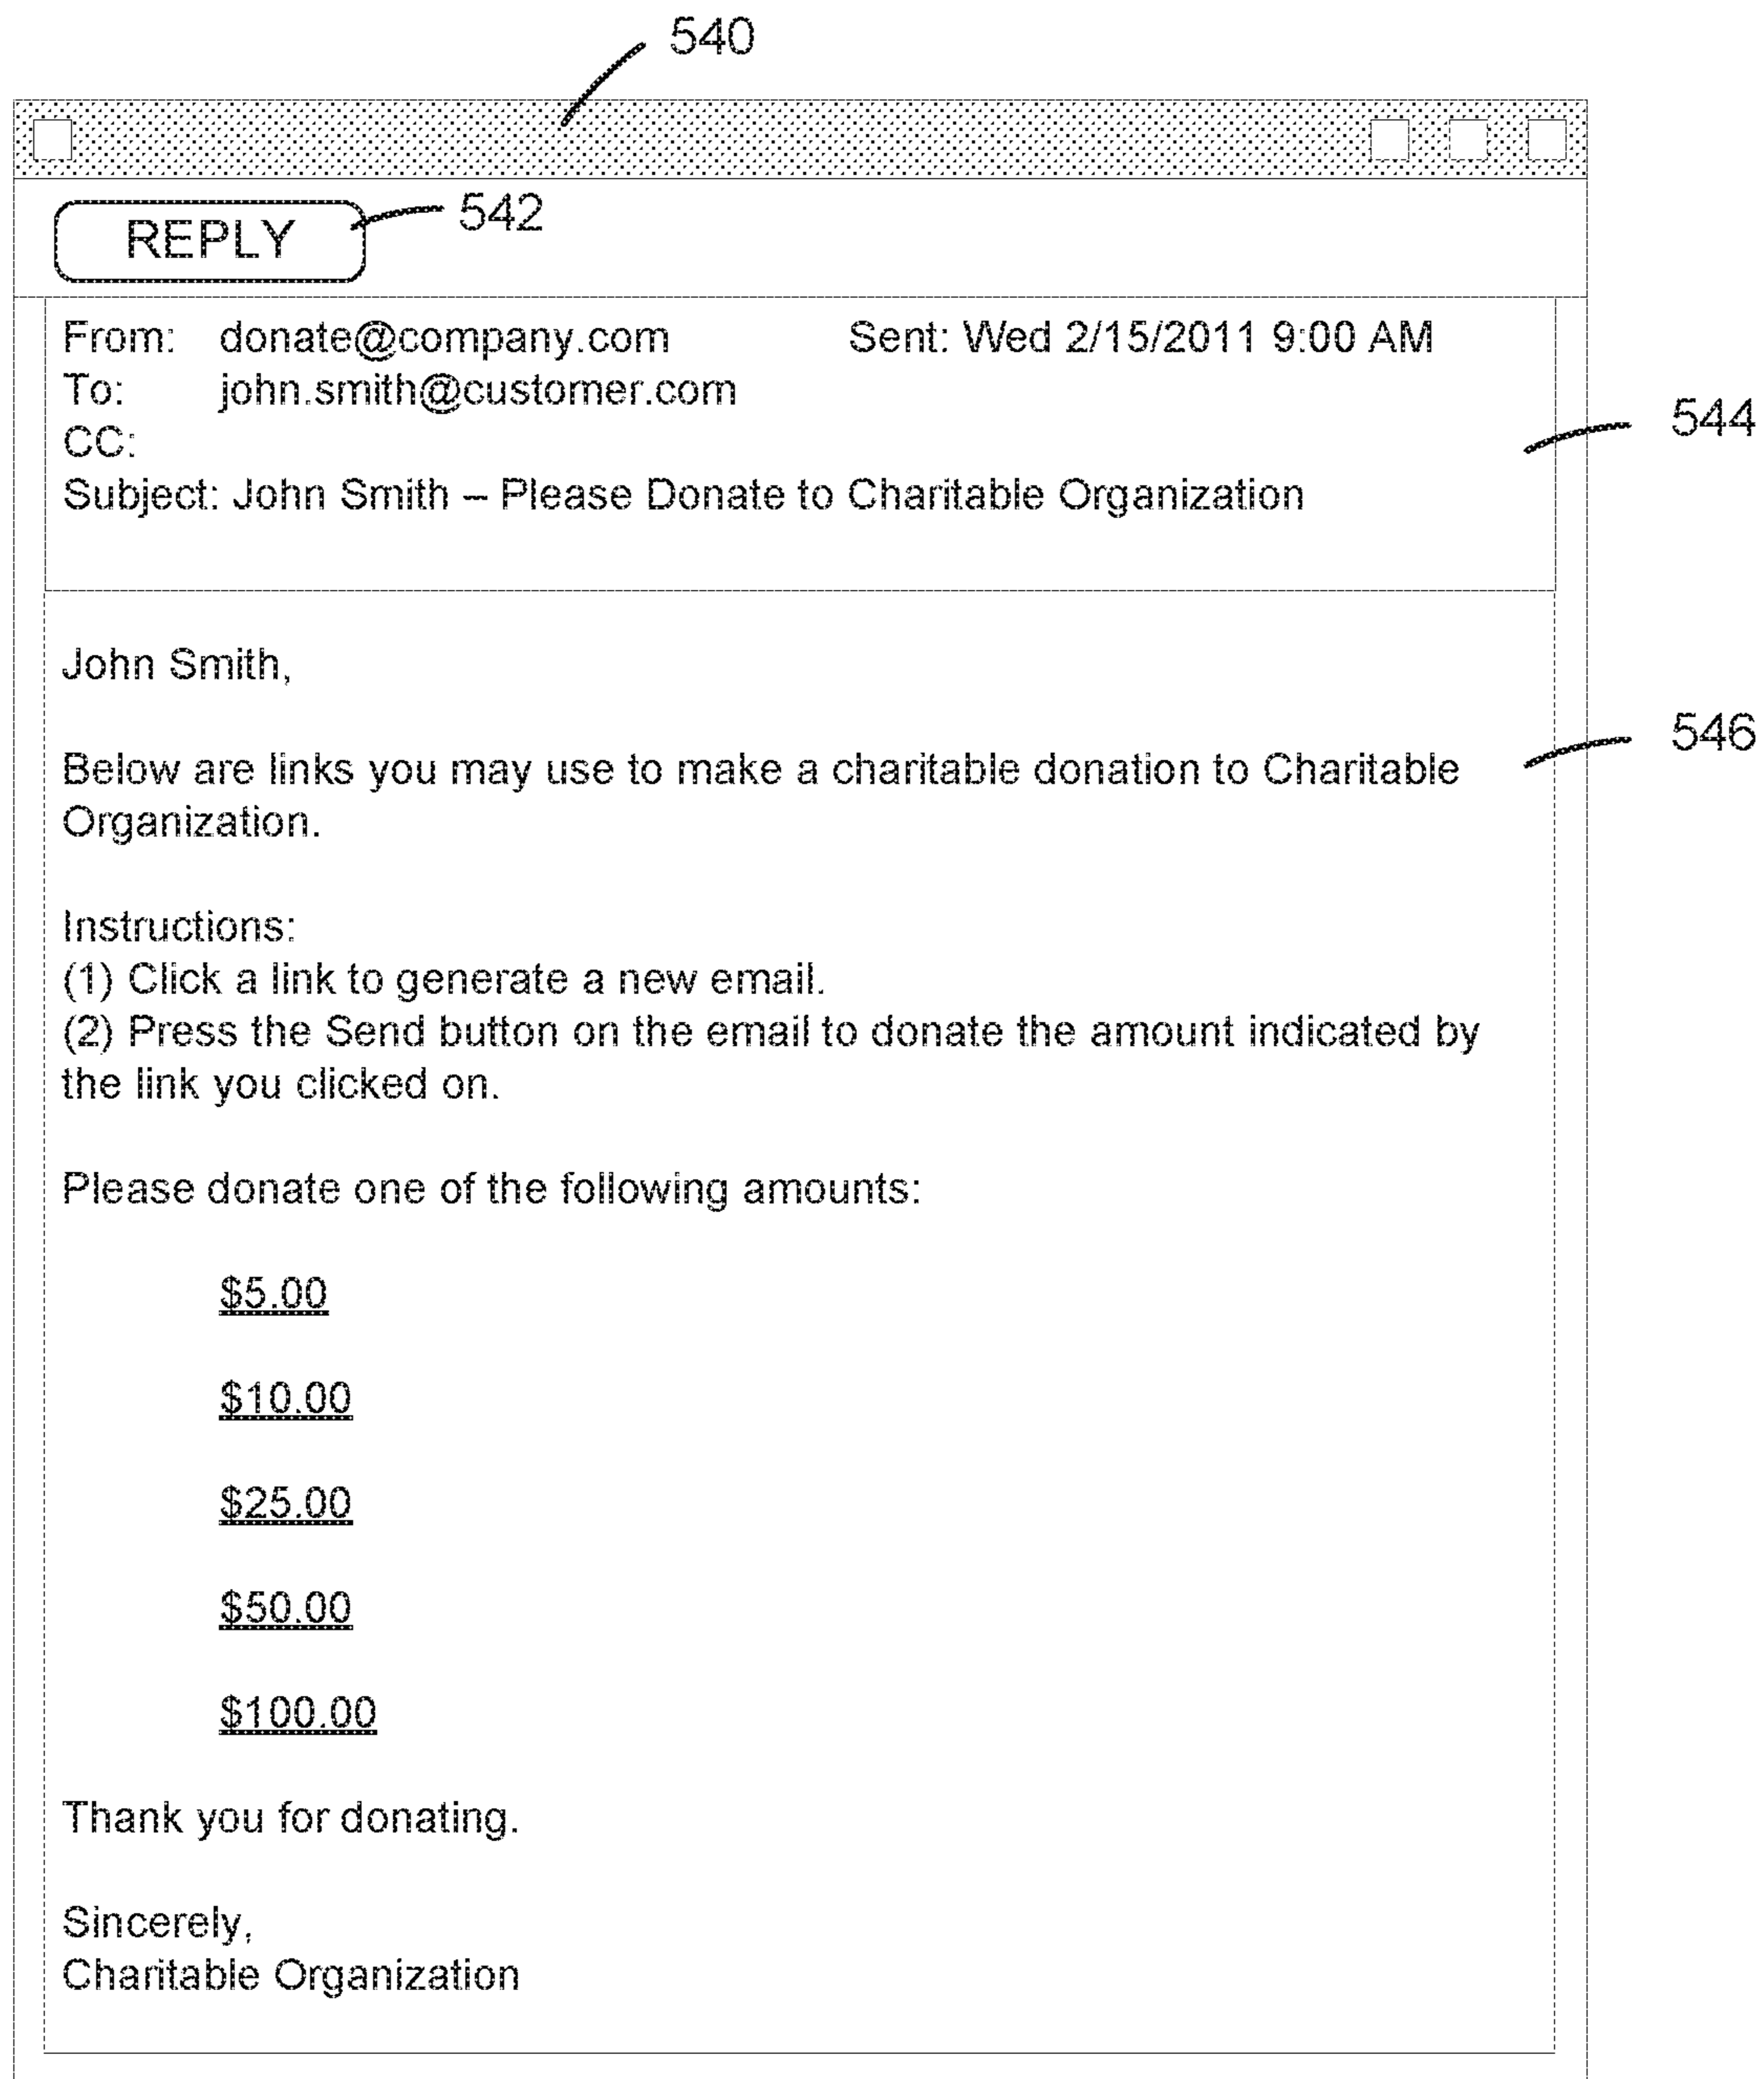 540
REPLY 542
From: donate@company.com Sent: Wed 2/15/2011 9:00 AM
To: john.smith@customer.com
CC:
544
Subject: John Smith – Please Donate to Charitable Organization
John Smith,
546
Below are links you may use to make a charitable donation to Charitable
Organization.
Instructions:
(1) Click a link to generate a new email.
(2) Press the Send button on the email to donate the amount indicated by
the link you clicked on.
Please donate one of the following amounts:
$5.00
$10.00
$25.00
$50.00
$100.00
Thank you for donating.
Sincerely,
Charitable Organization